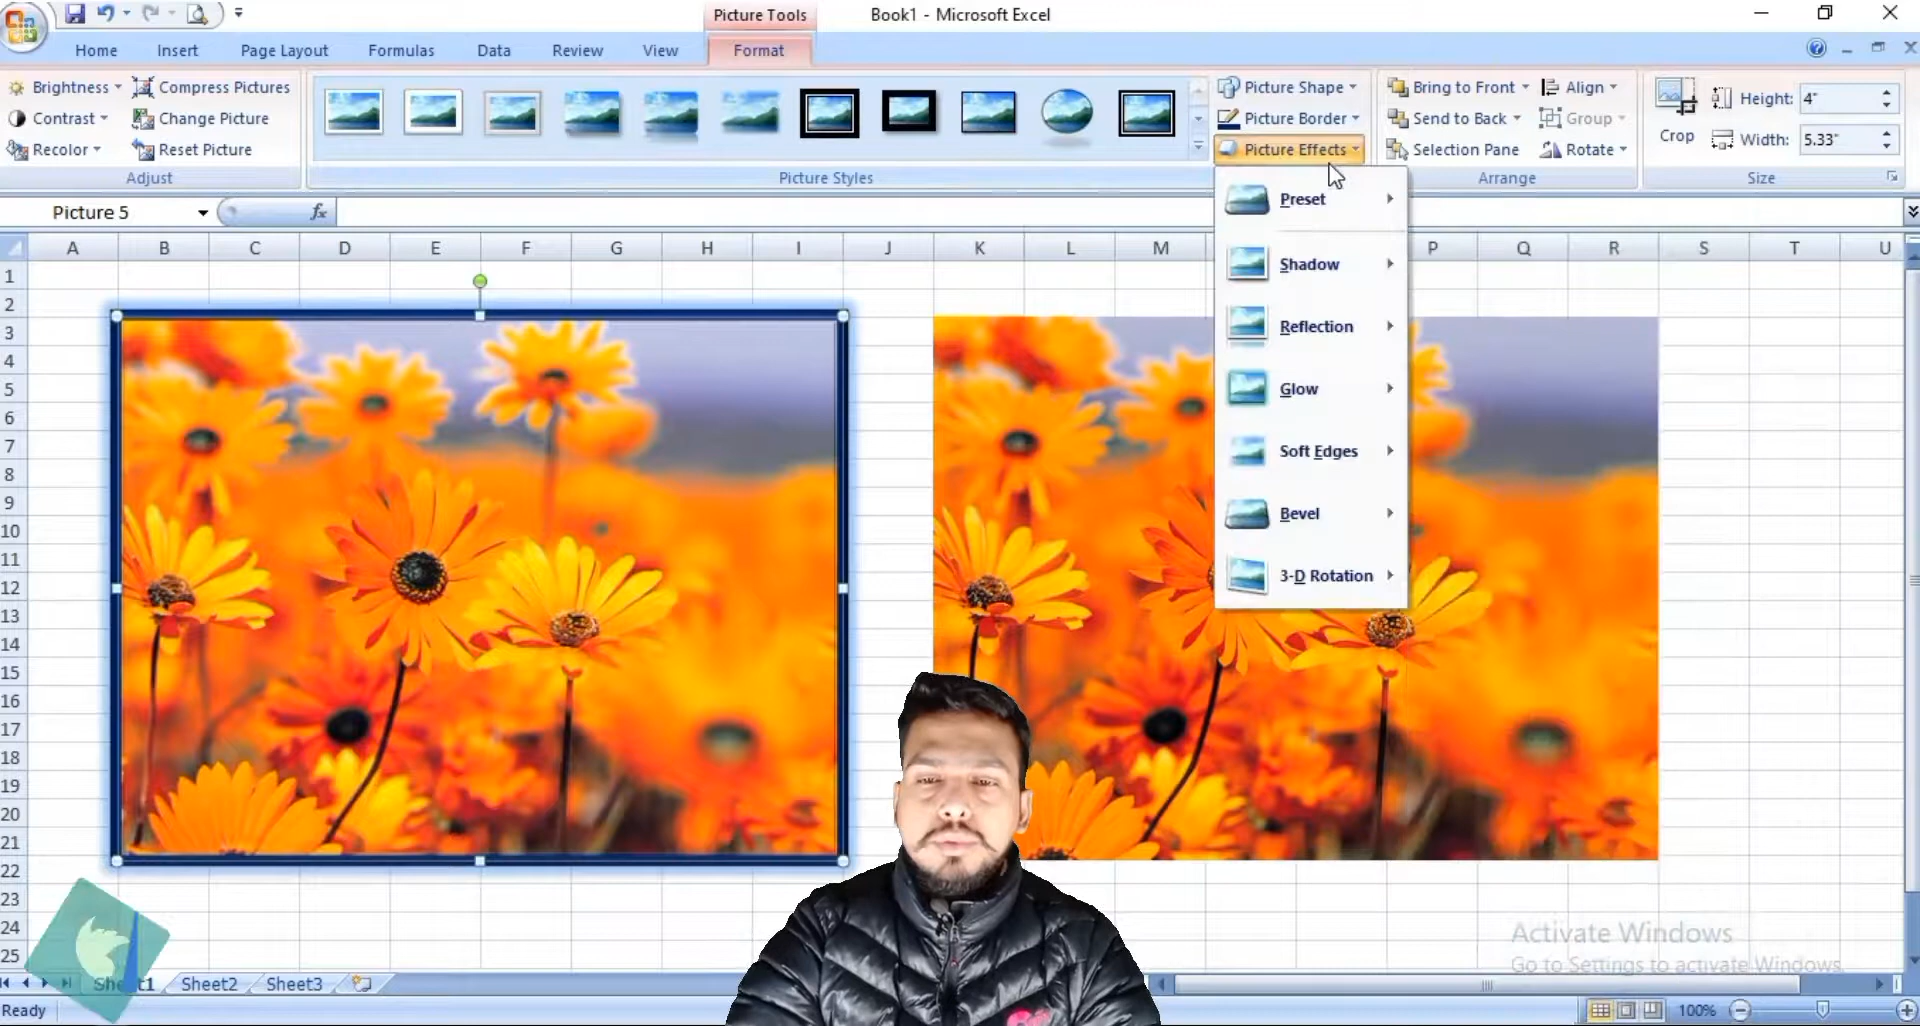 Picture Tools
Book1 - Microsoft Excel
Home Insert Page Layout Formulas Data Review View Format
Brightness Compress Pictures
Contrast Change Picture
Recolor Reset Picture
Adjust
Picture Styles
Picture Shape
Picture Border
Picture Effects
Bring to Front Align
Send to Back Group
Selection Pane Rotate
Arrange
Crop
Height: 4"
Width: 5.33"
Size
Picture 5 fx
Preset
Shadow
Reflection
Glow
Soft Edges
Bevel
3-D Rotation
A B C D E F G H I J K L M P Q R S T U
1
2
3
4
5
6
7
8
9
10
11
12
13
14
15
16
17
18
19
20
21
22
23
24
25
Activate Windows
Go to Settings to activate Windows.
Sheet1 Sheet2 Sheet3
Ready 100%